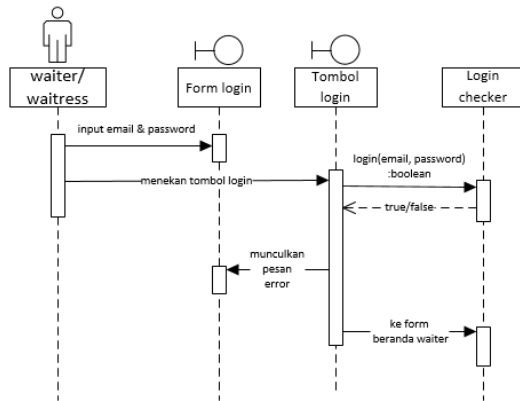 waiter/
waitress
Form login
Tombol
login
Login
checker
input email & password
login(email, password)
:boolean
menekan tombol login
true/false
munculkan
pesan
error
ke form
beranda waiter